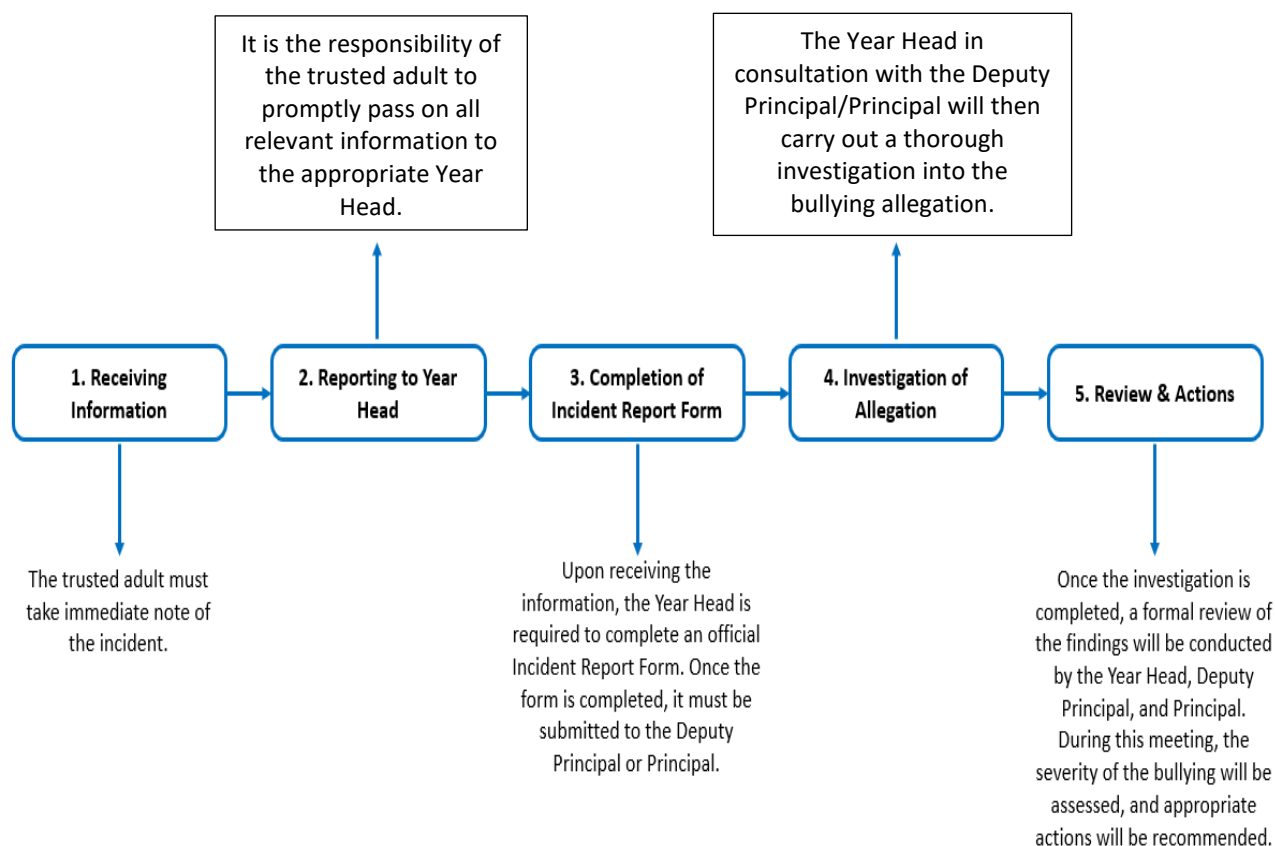 It is the responsibility of
the trusted adult to
promptly pass on all
relevant information to
the appropriate Year
Head.
The Year Head in
consultation with the Deputy
Principal/Principal will then
carry out a thorough
investigation into the
bullying allegation.
1. Receiving
Information
2. Reporting to Year
Head
3. Completion of
Incident Report Form
4. Investigation of
Allegation
5. Review & Actions
The trusted adult must
take immediate note of
the incident.
Upon receiving the
information, the Year Head is
required to complete an official
Incident Report Form. Once the
form is completed, it must be
submitted to the Deputy
Principal or Principal.
Once the investigation is
completed, a formal review of
the findings will be conducted
by the Year Head, Deputy
Principal, and Principal.
During this meeting, the
severity of the bullying will be
assessed, and appropriate
actions will be recommended.